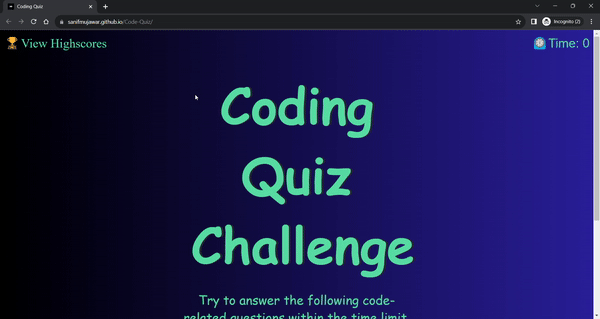 Coding Quiz
sanifmujawar.github.io/Code-Quiz/
Incognito (2)
View Highscores
Time: 0
Coding
Quiz
Challenge
Try to answer the following code-
related questions within the time limit.